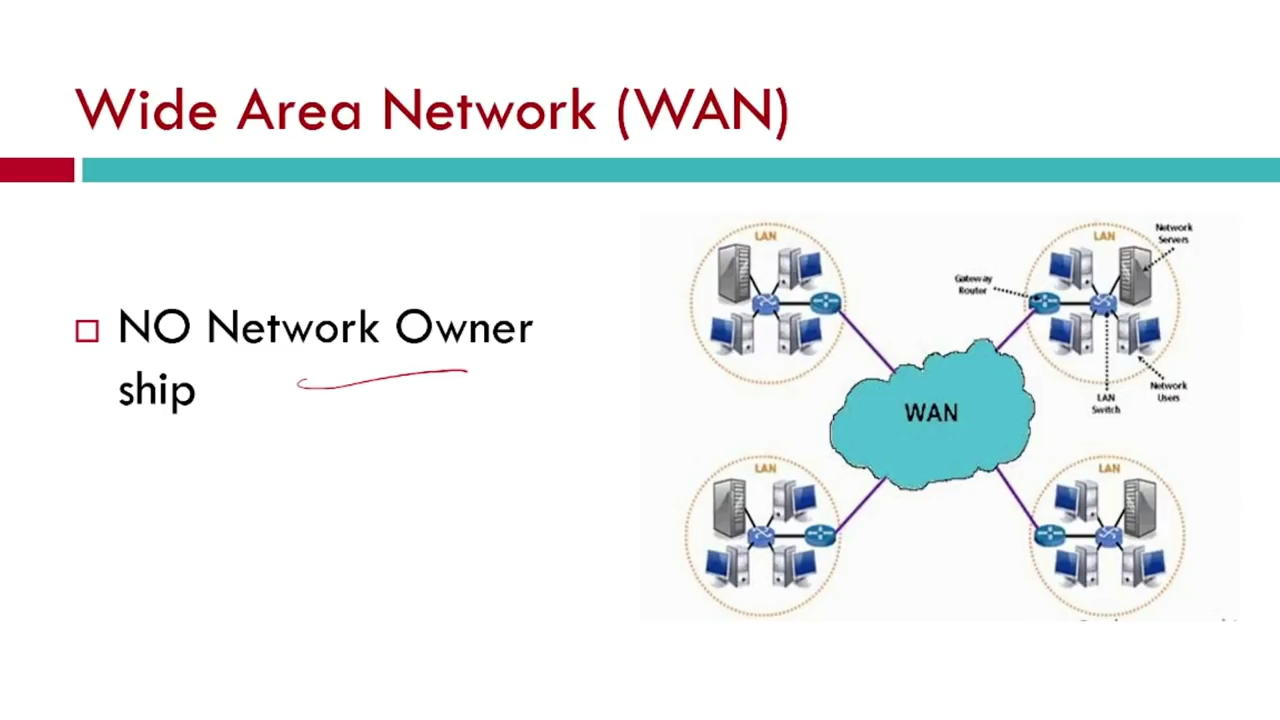 Wide Area Network (WAN)
NO Network Owner
ship
LAN
LAN
Network
Servers
Gateway
Router
WAN
LAN
Switch
Network
Users
LAN
LAN